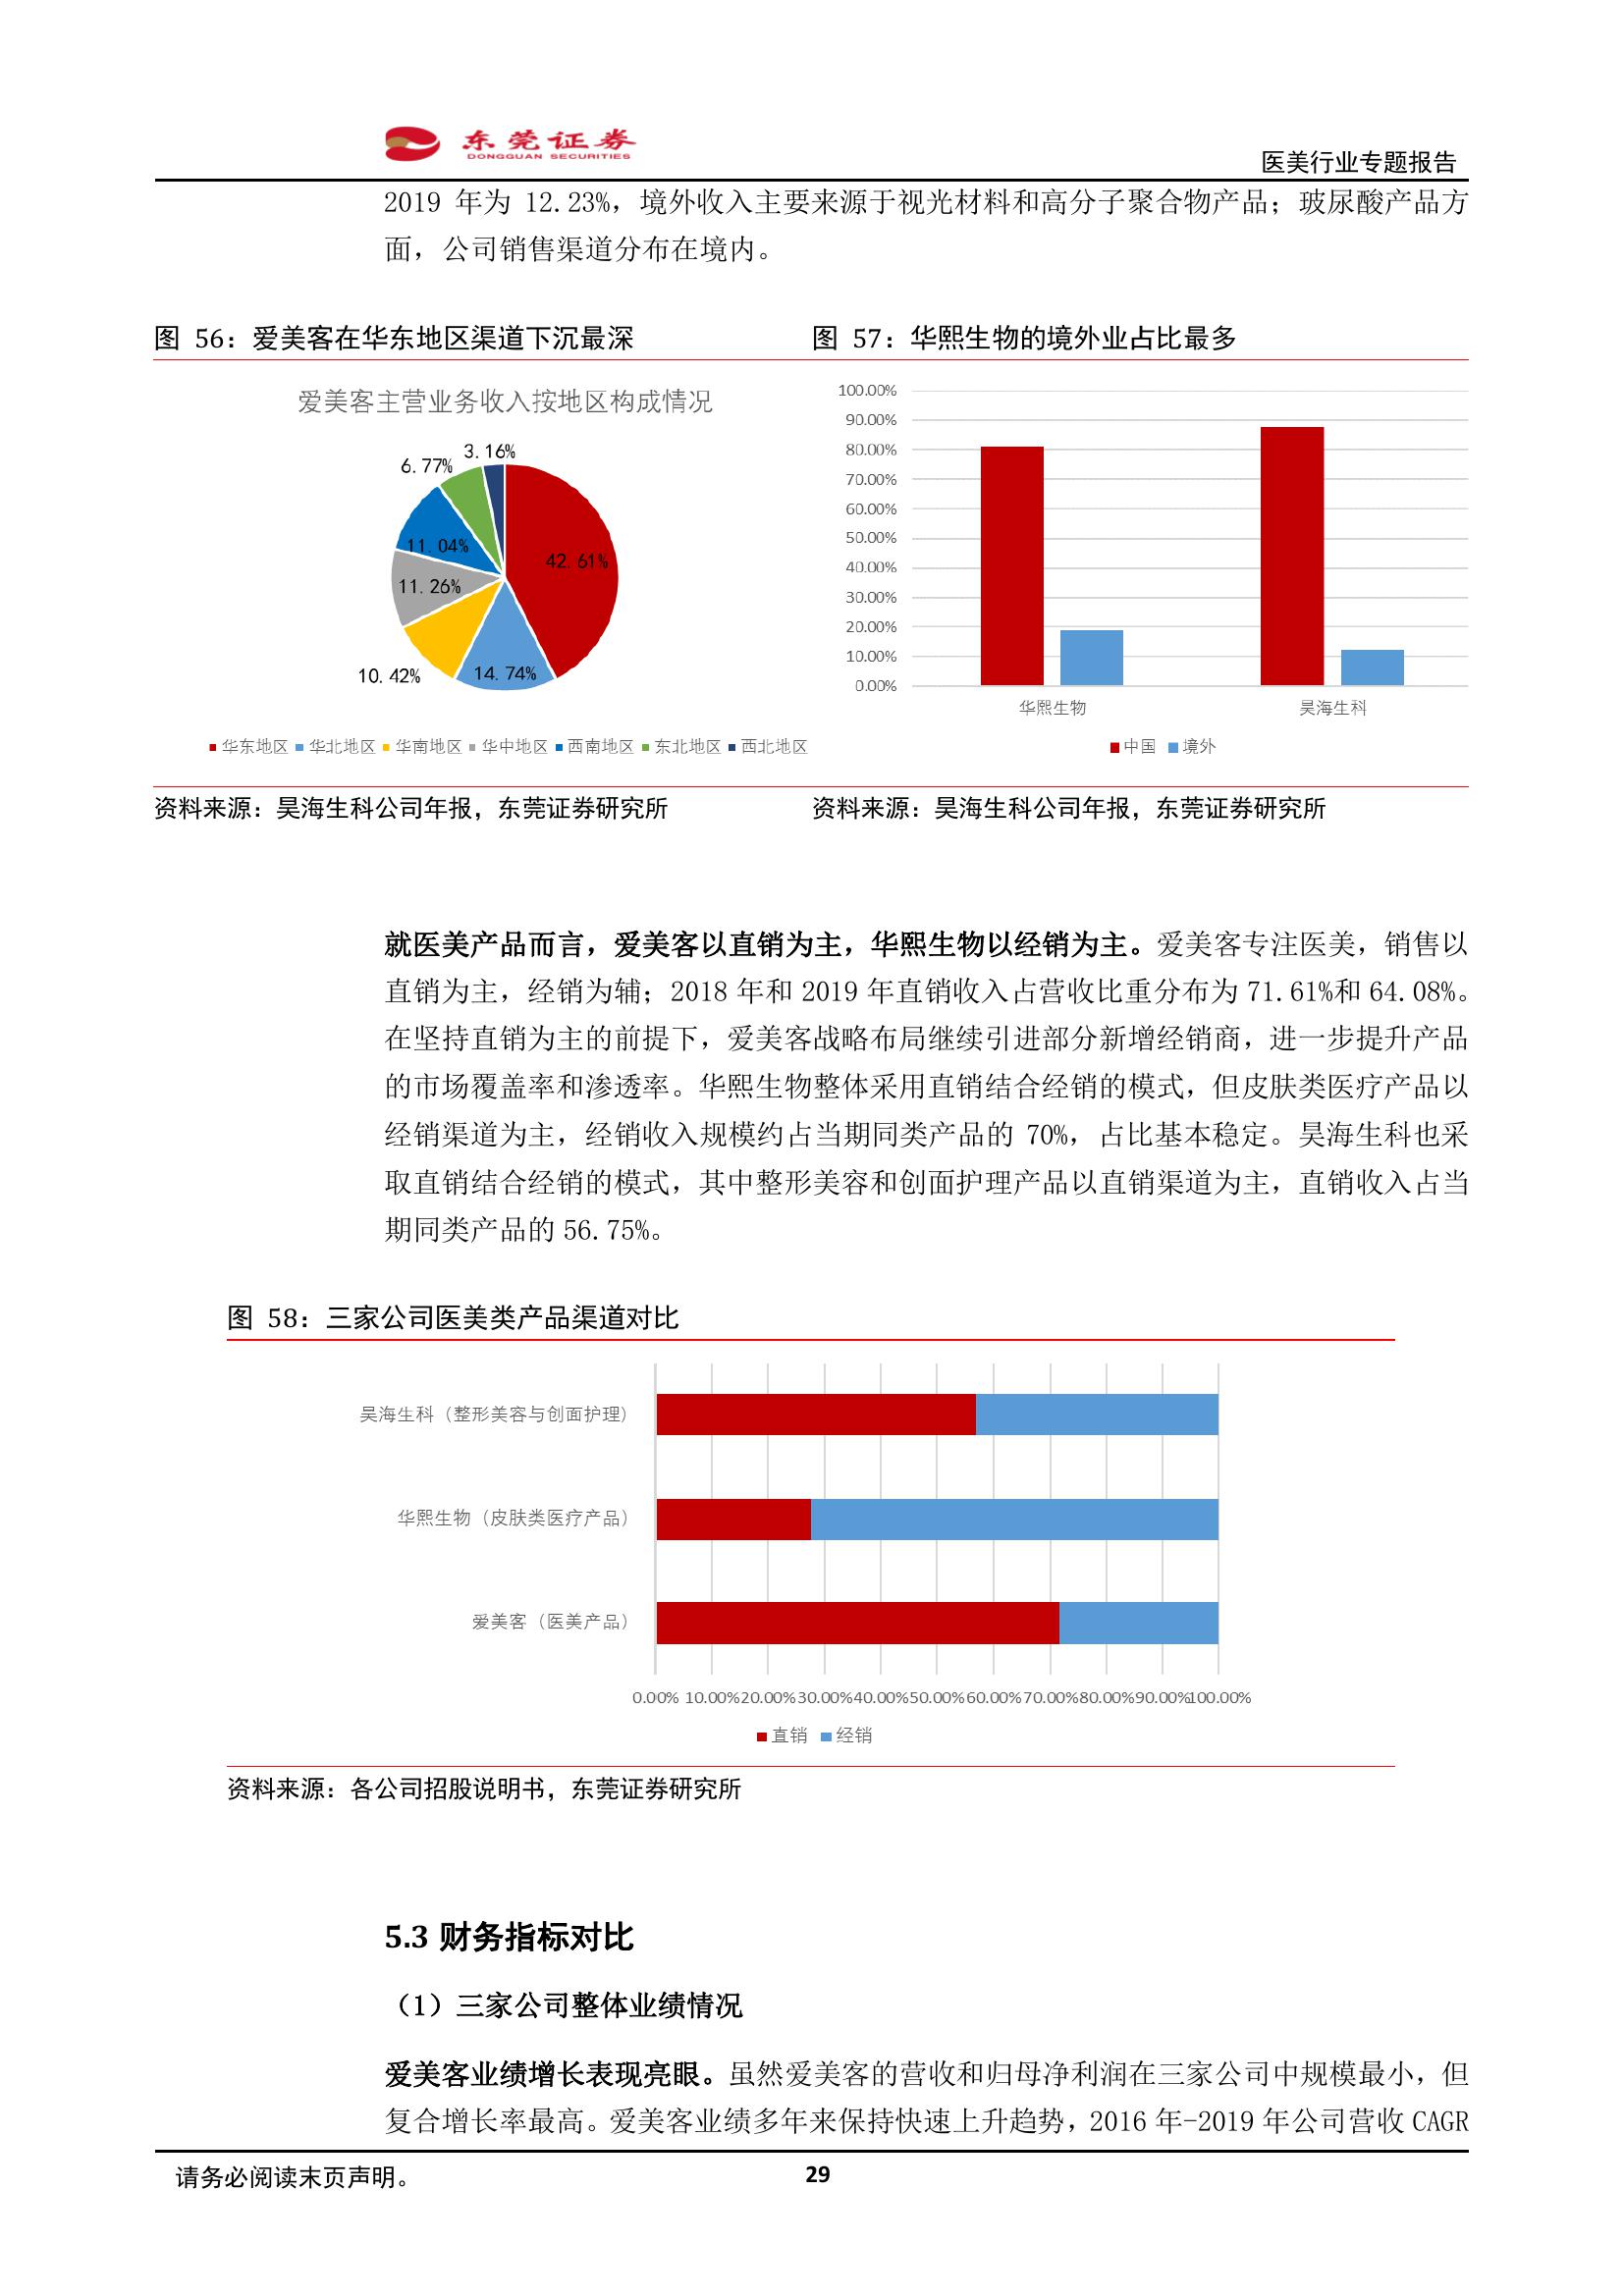 东莞证券
DONGGUAN SECURITIES
医美行业专题报告
2019 年为 12.23%，境外收入主要来源于视光材料和高分子聚合物产品；玻尿酸产品方
面，公司销售渠道分布在境内。
图 56：爱美客在华东地区渠道下沉最深
爱美客主营业务收入按地区构成情况
3.16%
6.77%
11.04%
42.61%
11.26%
14.74%
10.42%
华东地区 华北地区 华南地区 华中地区 西南地区 东北地区 西北地区
资料来源：昊海生科公司年报，东莞证券研究所
图 57：华熙生物的境外业占比最多
100.00%
90.00%
80.00%
70.00%
60.00%
50.00%
40.00%
30.00%
20.00%
10.00%
0.00%
华熙生物 昊海生科
中国 境外
资料来源：昊海生科公司年报，东莞证券研究所
就医美产品而言，爱美客以直销为主，华熙生物以经销为主。爱美客专注医美，销售以
直销为主，经销为辅；2018 年和 2019 年直销收入占营收比重分布为 71.61%和 64.08%。
在坚持直销为主的前提下，爱美客战略布局继续引进部分新增经销商，进一步提升产品
的市场覆盖率和渗透率。华熙生物整体采用直销结合经销的模式，但皮肤类医疗产品以
经销渠道为主，经销收入规模约占当期同类产品的 70%，占比基本稳定。昊海生科也采
取直销结合经销的模式，其中整形美容和创面护理产品以直销渠道为主，直销收入占当
期同类产品的 56.75%。
图 58：三家公司医美类产品渠道对比
昊海生科（整形美容与创面护理）
华熙生物（皮肤类医疗产品）
爱美客（医美产品）
0.00% 10.00% 20.00% 30.00% 40.00% 50.00% 60.00% 70.00% 80.00% 90.00% 100.00%
直销 经销
资料来源：各公司招股说明书，东莞证券研究所
5.3 财务指标对比
（1）三家公司整体业绩情况
爱美客业绩增长表现亮眼。虽然爱美客的营收和归母净利润在三家公司中规模最小，但
复合增长率最高。爱美客业绩多年来保持快速上升趋势，2016 年-2019 年公司营收 CAGR
请务必阅读末页声明。
29